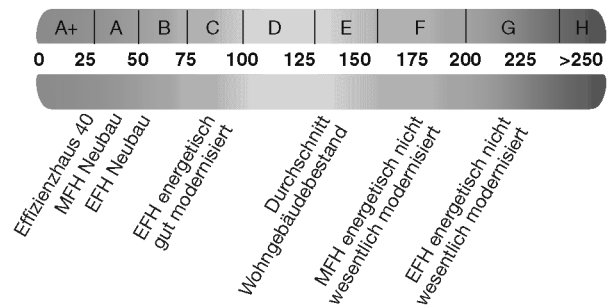 A+ A B C D E F G H
0 25 50 75 100 125 150 175 200 225 >250
Effizienzhaus 40
MFH Neubau
EFH Neubau
EFH energetisch
gut modernisiert
Durchschnitt
Wohngebäudebestand
MFH energetisch nicht
wesentlich modernisiert
EFH energetisch nicht
wesentlich modernisiert